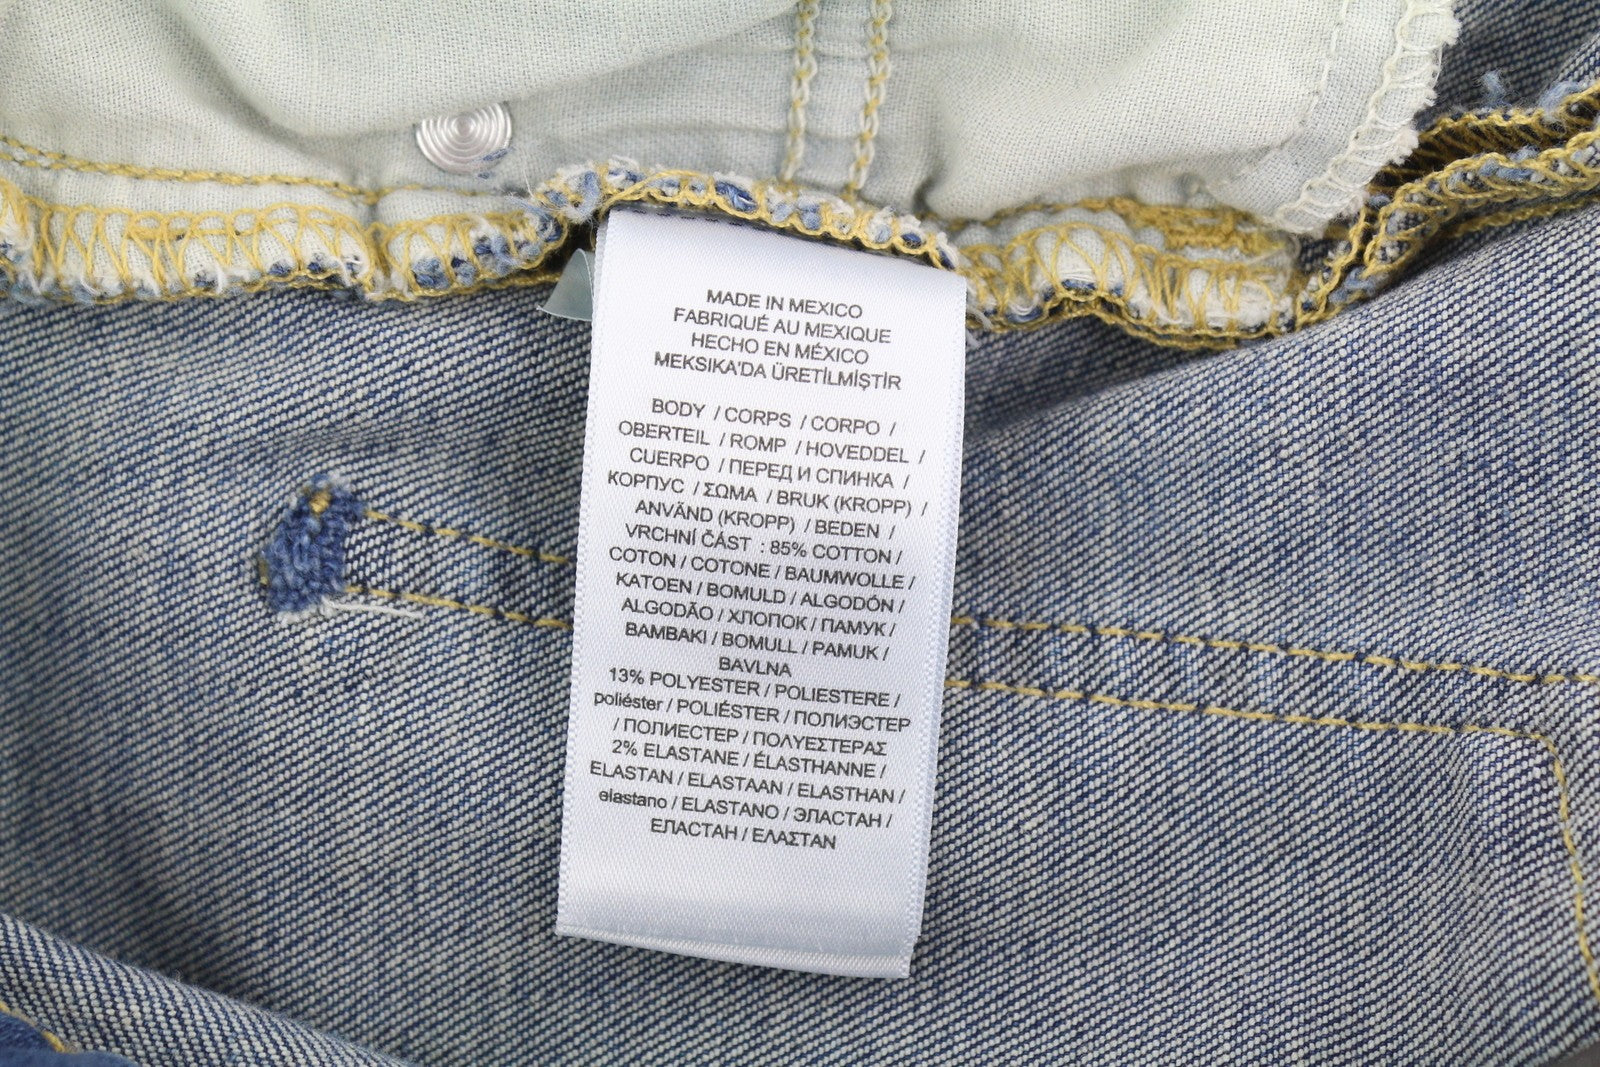 MADE IN MEXICO
FABRIQUÉ AU MEXIQUE
HECHO EN MÉXICO
MEKSIKA'DA ÜRETİLMİŞTİR
BODY / CORPS / CORPO /
OBERTEIL / ROMP / HOVEDDEL /
CUERPO / ПЕРЕД И СПИНКА /
КОРПУС / ΣΩΜΑ / BRUK (KROPP) /
ANVÄND (KROPP) / BEDEN /
VRCHNÍ ČÁST : 85% COTTON /
COTON / COTONE / BAUMWOLLE /
KATOEN / BOMULD / ALGODÓN /
ALGODÃO / ХЛОПОК / ПАМУК /
BAMBAKI / BOMULL / PAMUK /
BAVLNA
13% POLYESTER / POLIESTERE /
poliéster / POLIÉSTER / ПОЛИЭСТЕР
/ ПОЛИЕСТЕР / ΠΟΛΥΕΣΤΕΡΑΣ
2% ELASTANE / ÉLASTHANNE /
ELASTAN / ELASTAAN / ELASTHAN /
elastano / ELASTANO / ЭЛАСТАН /
ЕЛАСТАН / ΕΛΑΣΤΑΝ